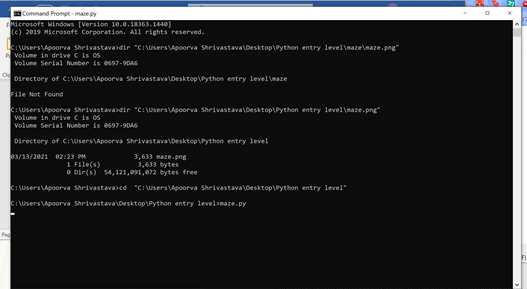 Command Prompt - maze.py
Microsoft Windows [Version 10.0.18363.1440]
(c) 2019 Microsoft Corporation. All rights reserved.
C:\Users\Apoorva Shrivastava>dir "C:\Users\Apoorva Shrivastava\Desktop\Python entry level\maze\maze.png"
Volume in drive C is OS
Volume Serial Number is 0697-9DA6
Directory of C:\Users\Apoorva Shrivastava\Desktop\Python entry level\maze
File Not Found
C:\Users\Apoorva Shrivastava>dir "C:\Users\Apoorva Shrivastava\Desktop\Python entry level\maze.png"
Volume in drive C is OS
Volume Serial Number is 0697-9DA6
Directory of C:\Users\Apoorva Shrivastava\Desktop\Python entry level
03/13/2021  02:23 PM             3,633 maze.png
1 File(s)          3,633 bytes
0 Dir(s)  54,121,091,072 bytes free
C:\Users\Apoorva Shrivastava>cd  "C:\Users\Apoorva Shrivastava\Desktop\Python entry level"
C:\Users\Apoorva Shrivastava\Desktop\Python entry level>maze.py